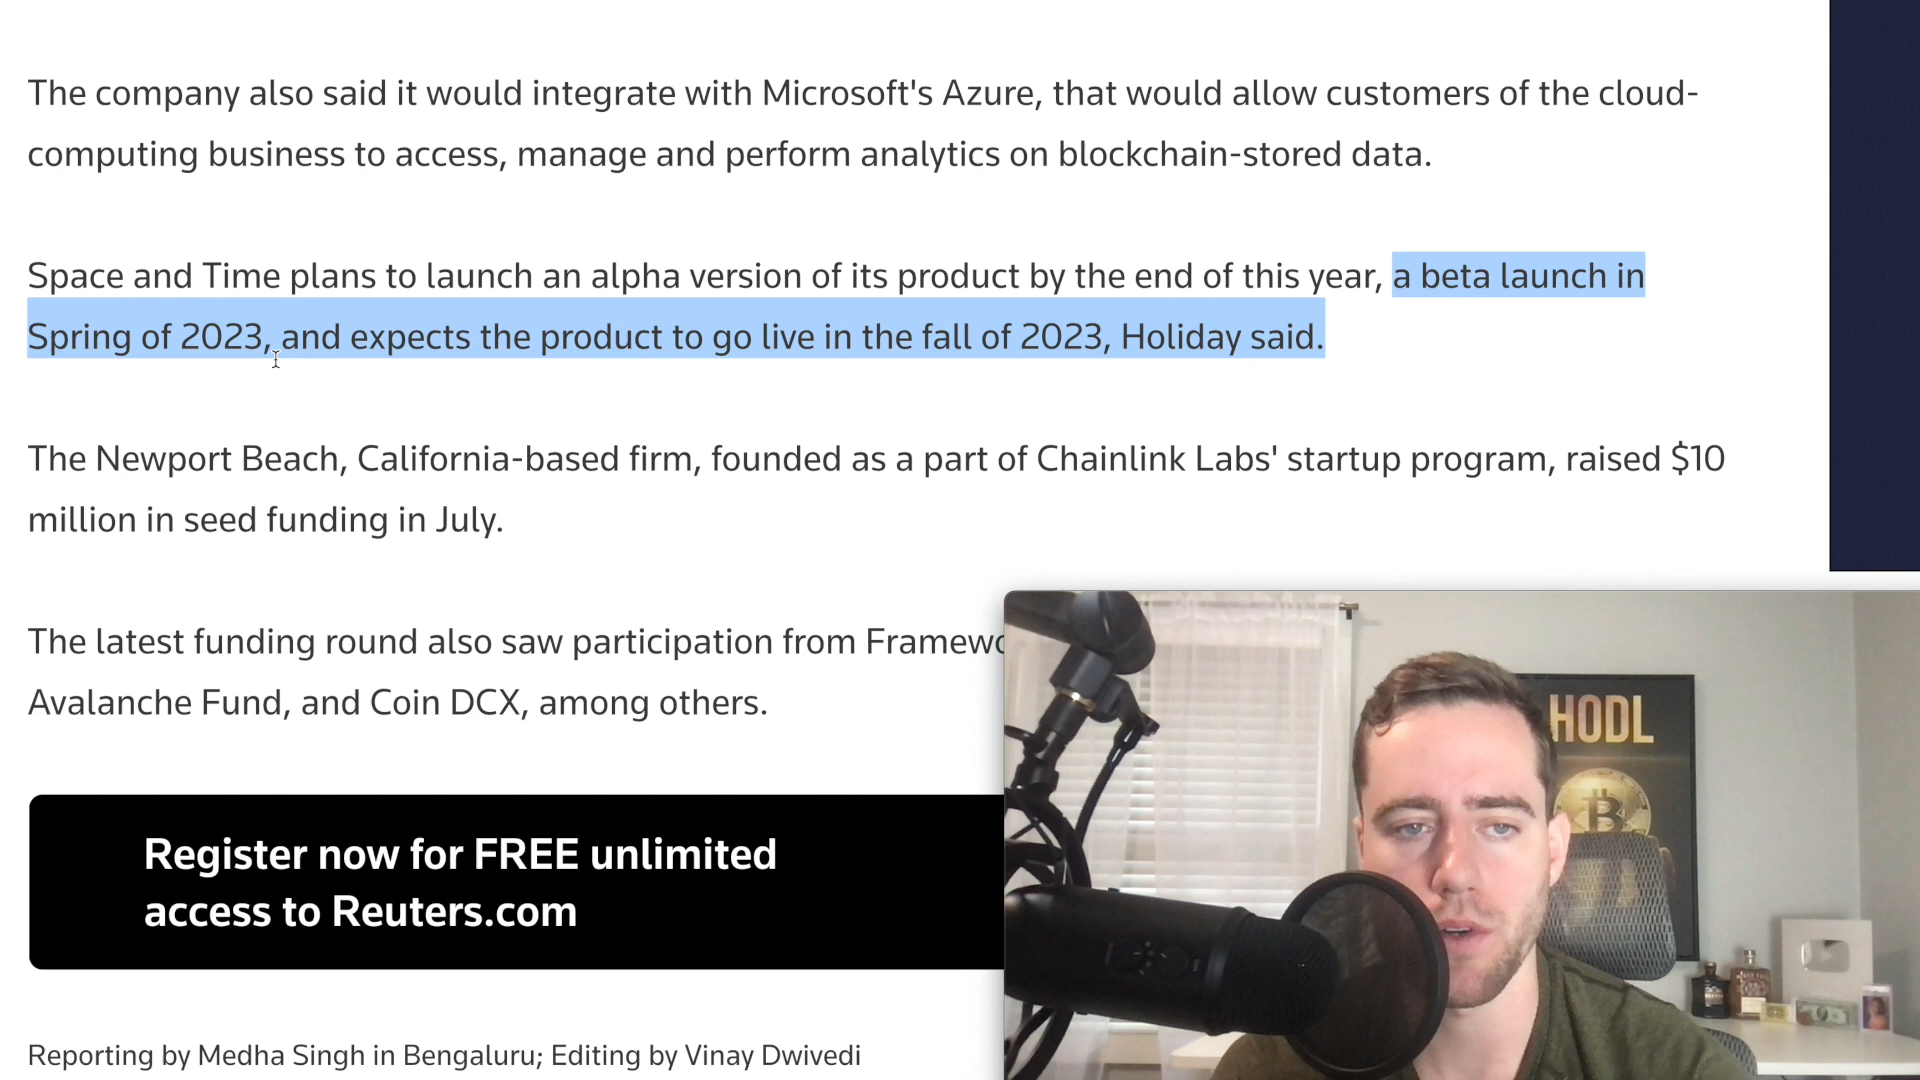 The company also said it would integrate with Microsoft's Azure, that would allow customers of the cloud-
computing business to access, manage and perform analytics on blockchain-stored data.
Space and Time plans to launch an alpha version of its product by the end of this year, a beta launch in
Spring of 2023, and expects the product to go live in the fall of 2023, Holiday said.
The Newport Beach, California-based firm, founded as a part of Chainlink Labs' startup program, raised $10
million in seed funding in July.
The latest funding round also saw participation from
Avalanche Fund, and Coin DCX, among others.
Register now for FREE unlimited
access to Reuters.com
Reporting by Medha Singh in Bengaluru; Editing by Vinay Dwivedi
HODL